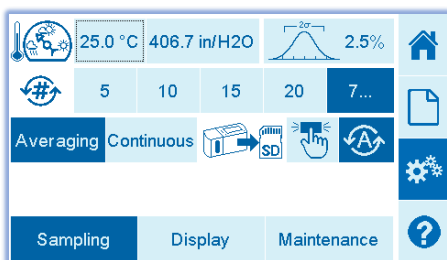 25.0 °C 406.7 in/H2O 2σ 2.5%
# 5 10 15 20 7...
Averaging Continuous SD A
Sampling Display Maintenance ?